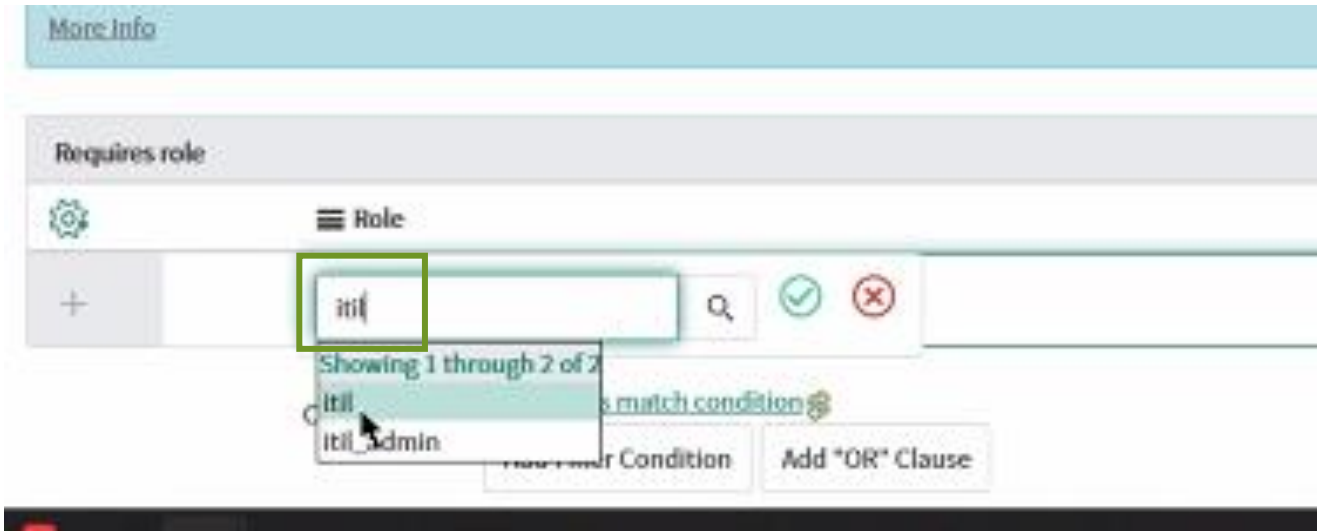 More Info
Requires role
Role
itil
Showing 1 through 2 of 2
itil
s match condition
itil_admin
Condition
Add "OR" Clause